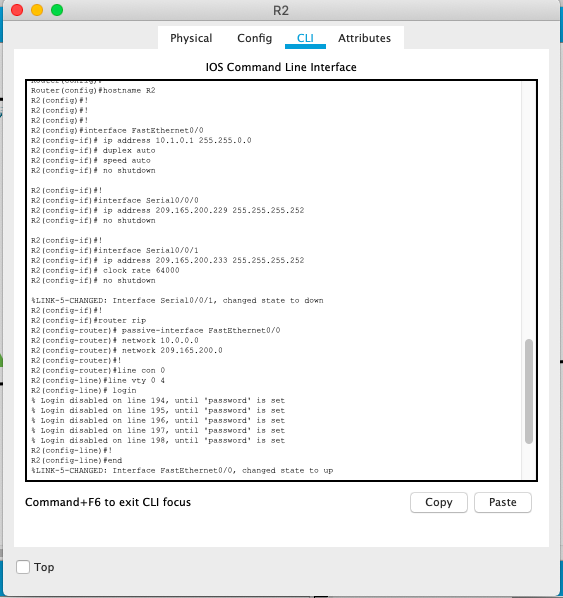 R2
Physical Config CLI Attributes
IOS Command Line Interface
Router(config)#
Router(config)#hostname R2
R2(config)#!
R2(config)#!
R2(config)#!
R2(config)#interface FastEthernet0/0
R2(config-if)# ip address 10.1.0.1 255.255.0.0
R2(config-if)# duplex auto
R2(config-if)# speed auto
R2(config-if)# no shutdown
R2(config-if)#!
R2(config-if)#interface Serial0/0/0
R2(config-if)# ip address 209.165.200.229 255.255.255.252
R2(config-if)# no shutdown
R2(config-if)#!
R2(config-if)#interface Serial0/0/1
R2(config-if)# ip address 209.165.200.233 255.255.255.252
R2(config-if)# clock rate 64000
R2(config-if)# no shutdown
%LINK-5-CHANGED: Interface Serial0/0/1, changed state to down
R2(config-if)#!
R2(config-if)#router rip
R2(config-router)# passive-interface FastEthernet0/0
R2(config-router)# network 10.0.0.0
R2(config-router)# network 209.165.200.0
R2(config-router)#!
R2(config-router)#line con 0
R2(config-line)#line vty 0 4
R2(config-line)# login
% Login disabled on line 194, until 'password' is set
% Login disabled on line 195, until 'password' is set
% Login disabled on line 196, until 'password' is set
% Login disabled on line 197, until 'password' is set
% Login disabled on line 198, until 'password' is set
R2(config-line)#!
R2(config-line)#end
%LINK-5-CHANGED: Interface FastEthernet0/0, changed state to up
Command+F6 to exit CLI focus Copy Paste
Top